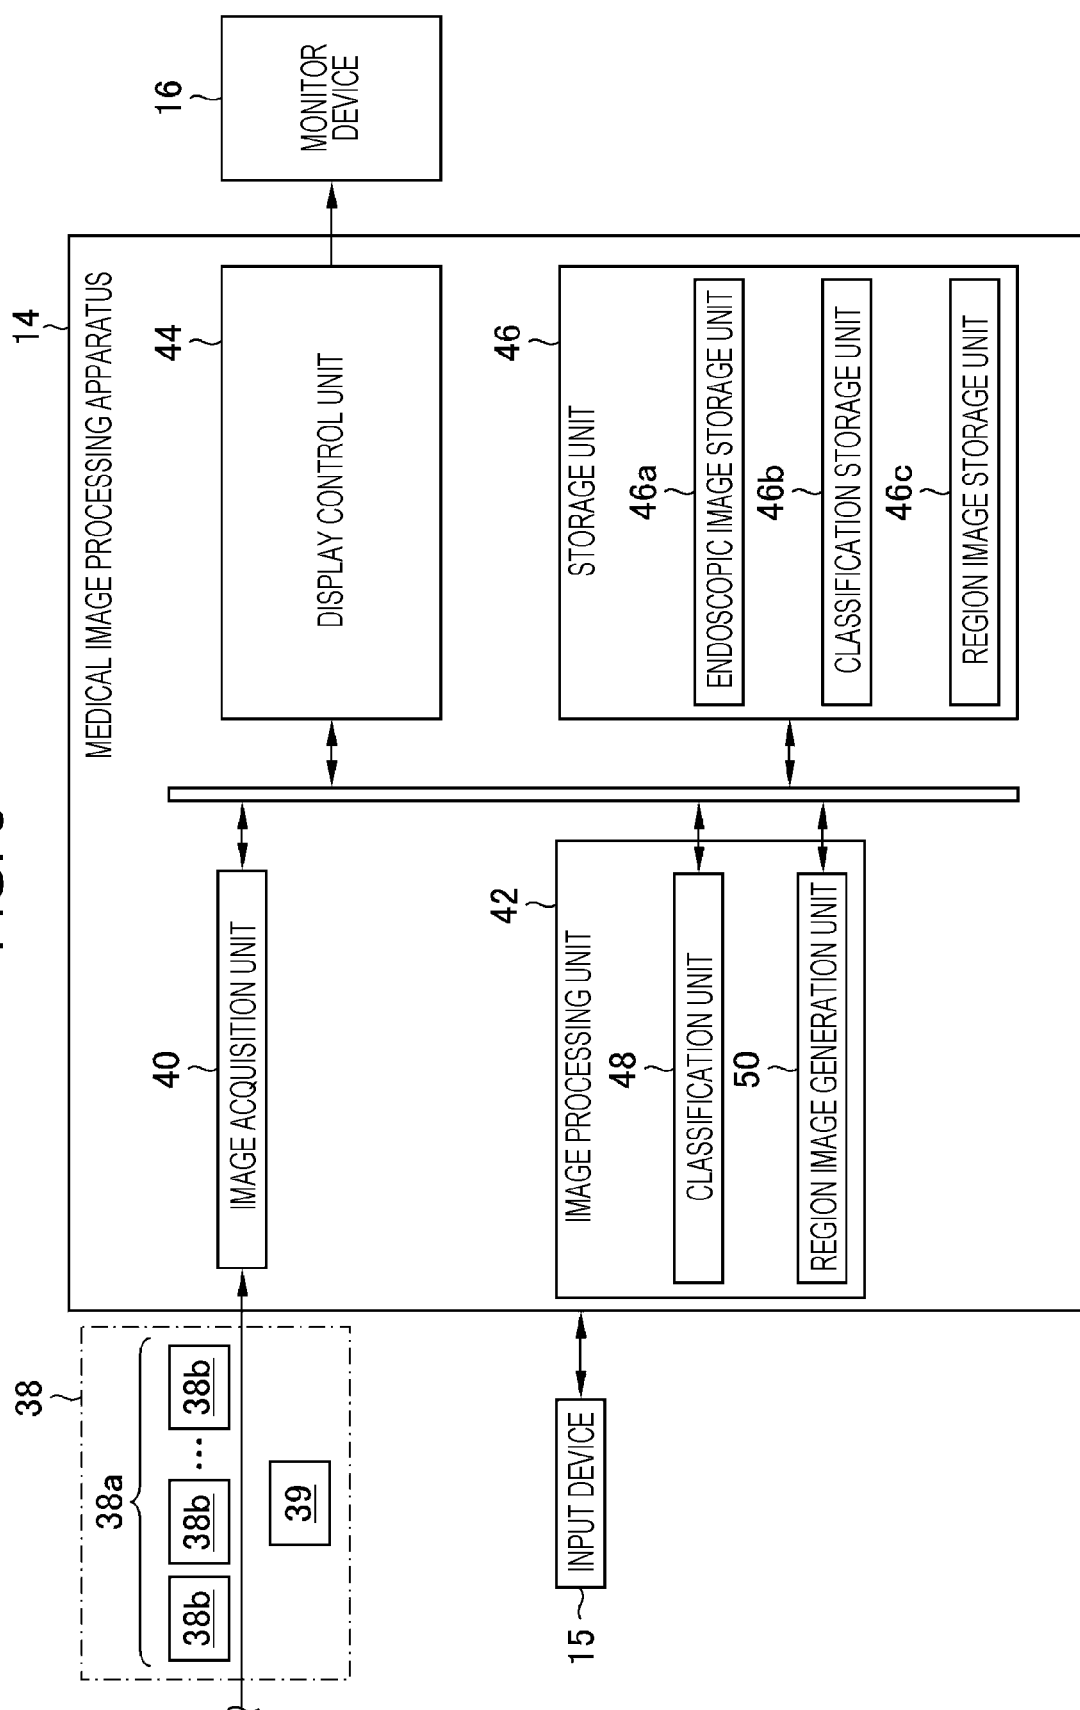 14
MEDICAL IMAGE PROCESSING APPARATUS
38
38a
38b
38b
...
38b
39
40
IMAGE ACQUISITION UNIT
44
DISPLAY CONTROL UNIT
16
MONITOR
DEVICE
15
INPUT DEVICE
42
IMAGE PROCESSING UNIT
48
CLASSIFICATION UNIT
50
REGION IMAGE GENERATION UNIT
46
STORAGE UNIT
46a
ENDOSCOPIC IMAGE STORAGE UNIT
46b
CLASSIFICATION STORAGE UNIT
46c
REGION IMAGE STORAGE UNIT